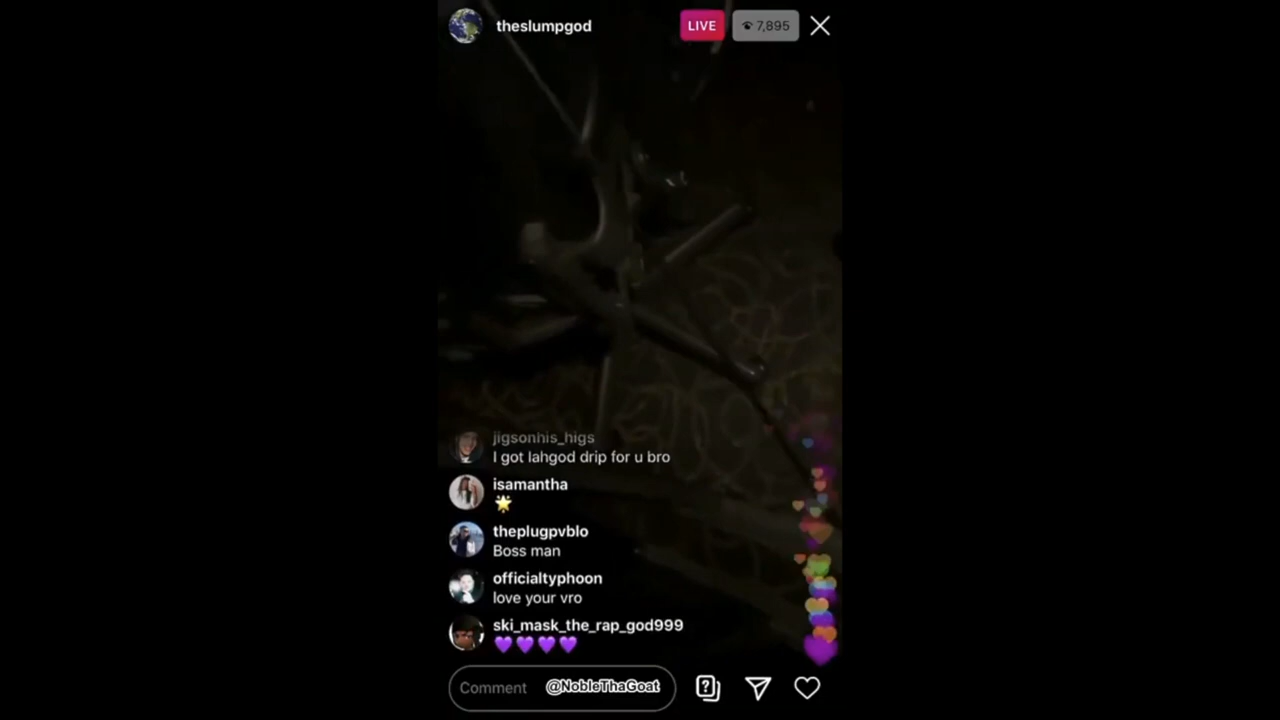 theslumpgod
LIVE
7,895
jigsonhis_higs
I got lahgod drip for u bro
isamantha
theplugpvblo
Boss man
officialtyphoon
love your vro
ski_mask_the_rap_god999
Comment
@NobleThaGoat